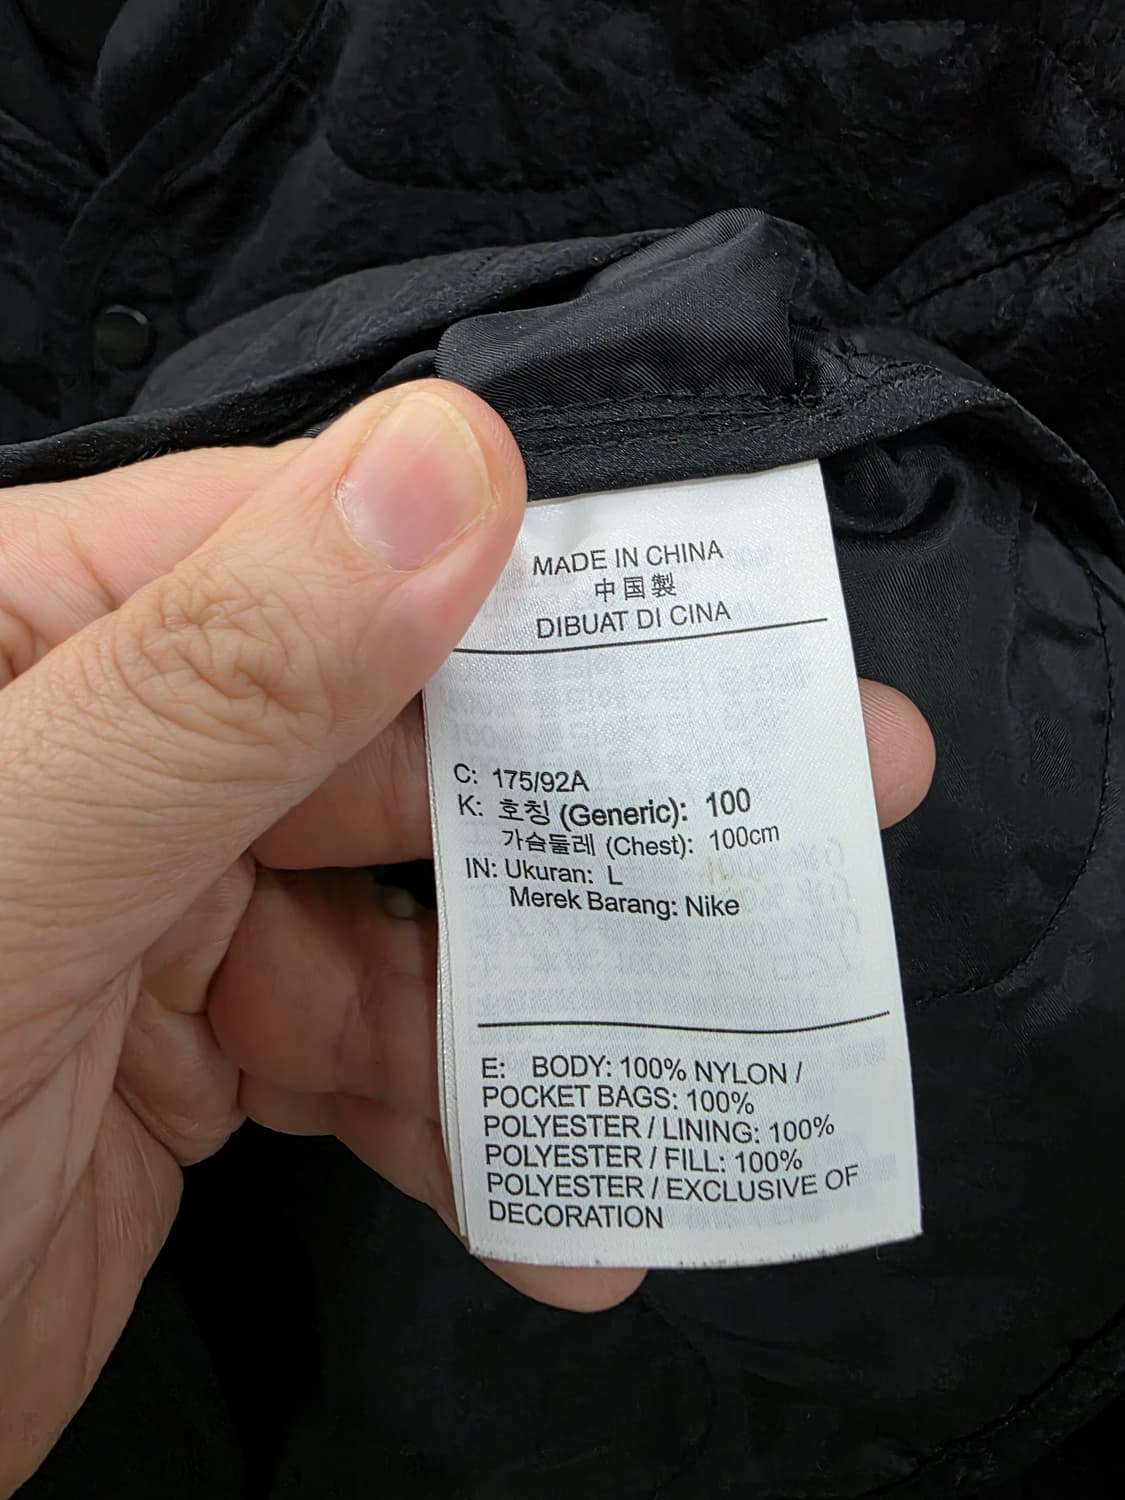 MADE IN CHINA
中国製
DIBUAT DI CINA
C: 175/92A
K: 호칭 (Generic): 100
가슴둘레 (Chest): 100cm
IN: Ukuran: L
Merek Barang: Nike
E: BODY: 100% NYLON /
POCKET BAGS: 100%
POLYESTER / LINING: 100%
POLYESTER / FILL: 100%
POLYESTER / EXCLUSIVE OF
DECORATION